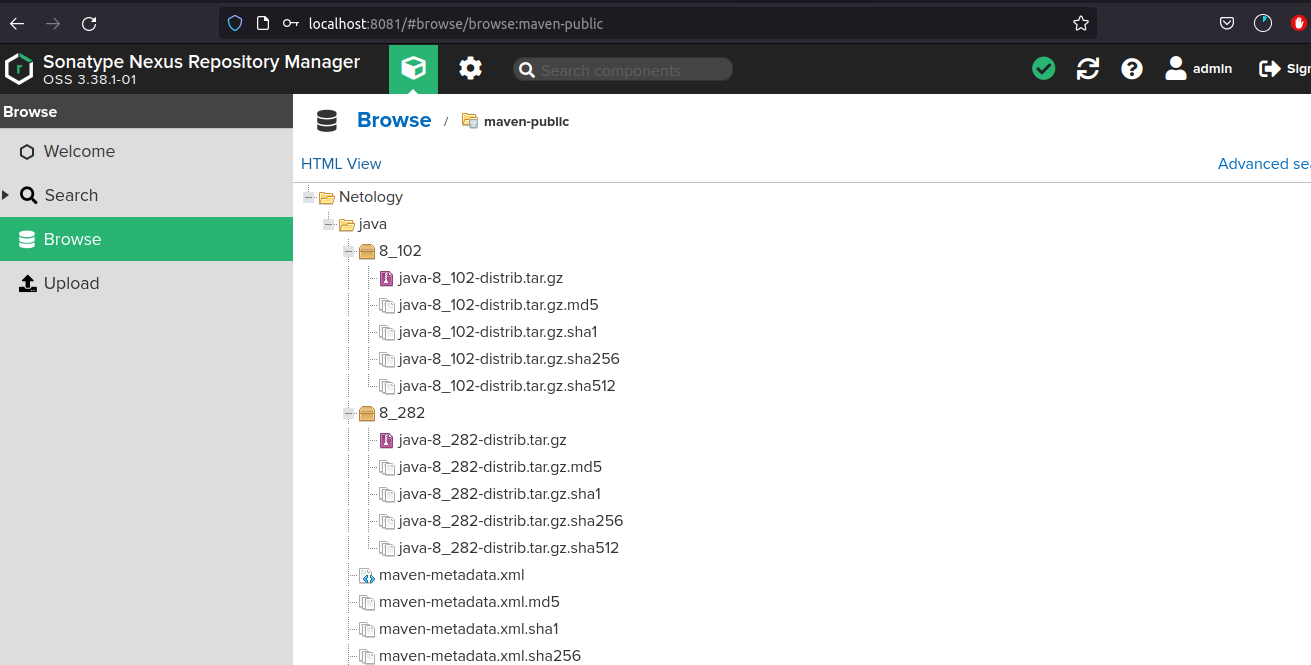 localhost:8081/#browse/browse:maven-public
Sonatype Nexus Repository Manager
OSS 3.38.1-01
Search components
admin
Sign
Browse
Welcome
Search
Browse
Upload
Browse / maven-public
HTML View
Advanced sea
Netology
java
8_102
java-8_102-distrib.tar.gz
java-8_102-distrib.tar.gz.md5
java-8_102-distrib.tar.gz.sha1
java-8_102-distrib.tar.gz.sha256
java-8_102-distrib.tar.gz.sha512
8_282
java-8_282-distrib.tar.gz
java-8_282-distrib.tar.gz.md5
java-8_282-distrib.tar.gz.sha1
java-8_282-distrib.tar.gz.sha256
java-8_282-distrib.tar.gz.sha512
maven-metadata.xml
maven-metadata.xml.md5
maven-metadata.xml.sha1
maven-metadata.xml.sha256